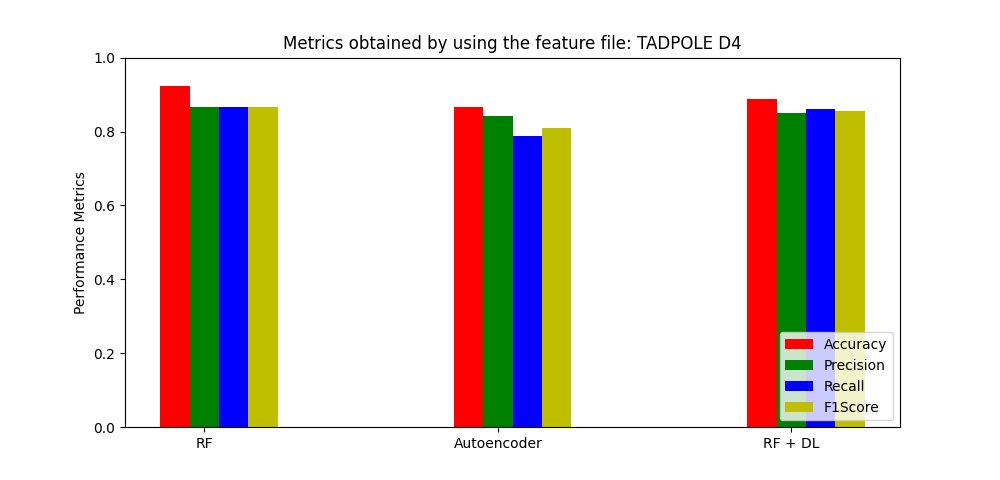 Metrics obtained by using the feature file: TADPOLE D4
Performance Metrics
1.0
0.8
0.6
0.4
0.2
0.0
RF
Autoencoder
RF + DL
Accuracy
Precision
Recall
F1Score